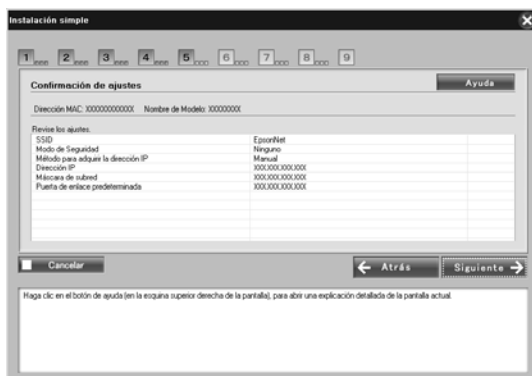 Instalación simple
1 2 3 4 5 6 7 8 9
Confirmación de ajustes
Ayuda
Dirección MAC: XXXXXXXXXXXX Nombre de Modelo: XXXXXXXX
Revise los ajustes.
SSID EpsonNet
Modo de Seguridad Ninguno
Método para adquirir la dirección IP Manual
Dirección IP XXX.XXX.XXX.XXX
Máscara de subred XXX.XXX.XXX.XXX
Puerta de enlace predeterminada XXX.XXX.XXX.XXX
Cancelar
Atrás
Siguiente
Haga clic en el botón de ayuda (en la esquina superior derecha de la pantalla), para abrir una explicación detallada de la pantalla actual.